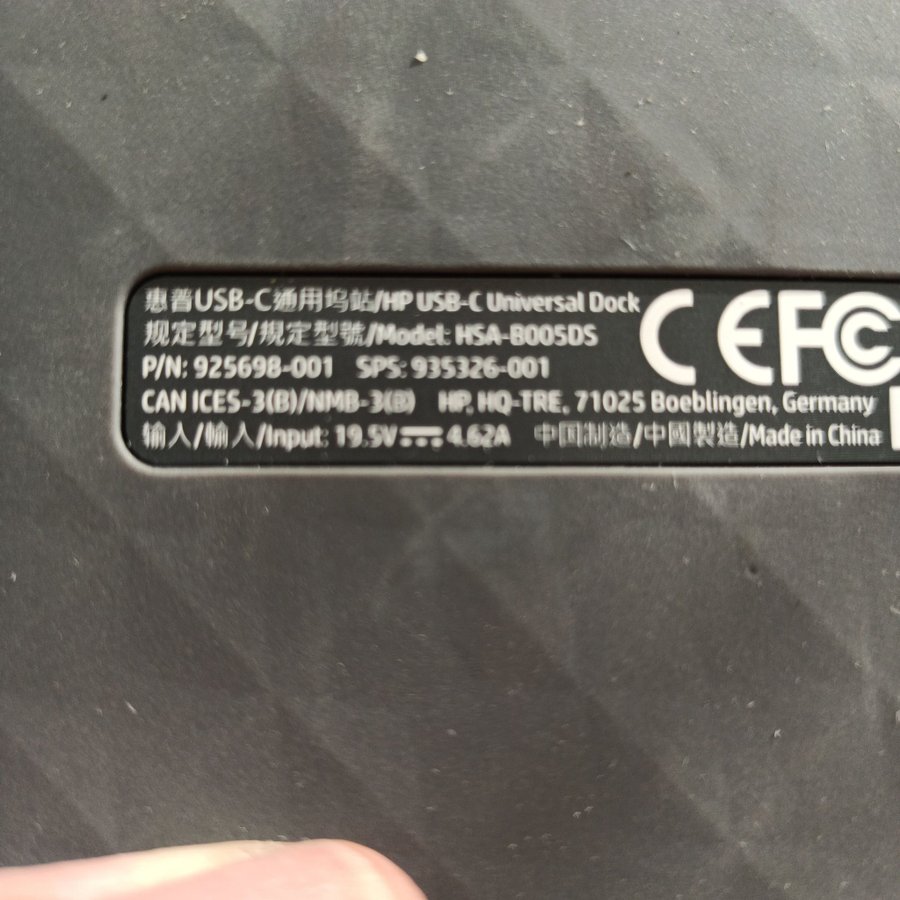 惠普USB-C通用坞站/HP USB-C Universal Dock
规定型号/規定型號/Model: HSA-B005DS
P/N: 925698-001 SPS: 935326-001
CAN ICES-3(B)/NMB-3(B) HP, HQ-TRE, 71025 Boeblingen, Germany
输入/輸入/Input: 19.5V⎓4.62A 中国制造/中國製造/Made in China
CE FC